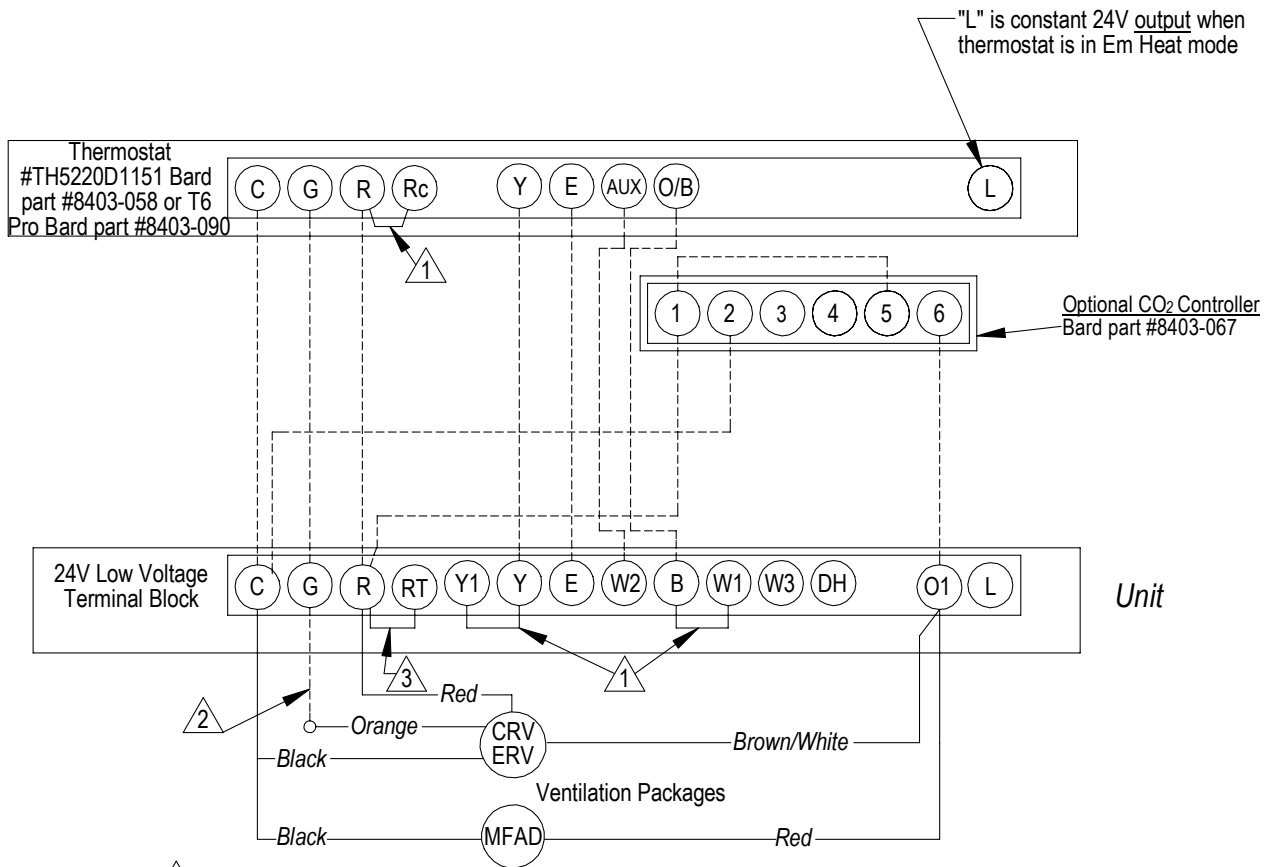 "L" is constant 24V output when
thermostat is in Em Heat mode
Thermostat
#TH5220D1151 Bard
part #8403-058 or T6
Pro Bard part #8403-090
C G R Rc Y E AUX O/B L
1
1 2 3 4 5 6
Optional CO2 Controller
Bard part #8403-067
24V Low Voltage
Terminal Block
C G R RT Y1 Y E W2 B W1 W3 DH O1 L
Unit
3
1
2
Red
Orange
CRV
ERV
Brown/White
Black
Ventilation Packages
Black
MFAD
Red